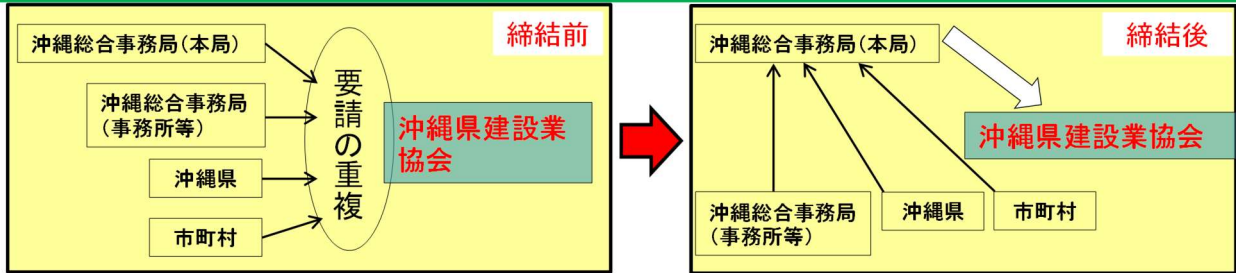 締結前
沖縄総合事務局(本局)
沖縄総合事務局
(事務所等)
沖縄県
市町村
要請の重複
沖縄県建設業
協会
締結後
沖縄総合事務局(本局)
沖縄県建設業協会
沖縄総合事務局
(事務所等)
沖縄県
市町村